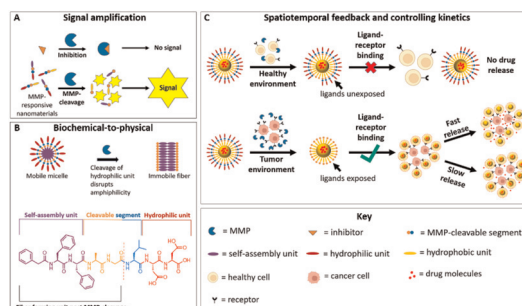 A
Signal amplification
Inhibition
No signal
MMP-responsive
nanomaterials
MMP-
cleavage
Signal
B
Biochemical-to-physical
Cleavage of
hydrophilic unit
disrupts
amphiphilicity
Mobile micelle
Immobile fiber
Self-assembly unit
Cleavable segment
Hydrophilic unit
C
Spatiotemporal feedback and controlling kinetics
Healthy
environment
ligands unexposed
Ligand-
receptor
binding
No drug
release
Tumor
environment
ligands exposed
Ligand-
receptor
binding
Fast
release
Slow
release
Key
= MMP
= inhibitor
= MMP-cleavable segment
= self-assembly unit
= hydrophilic unit
= hydrophobic unit
= healthy cell
= cancer cell
= drug molecules
= receptor